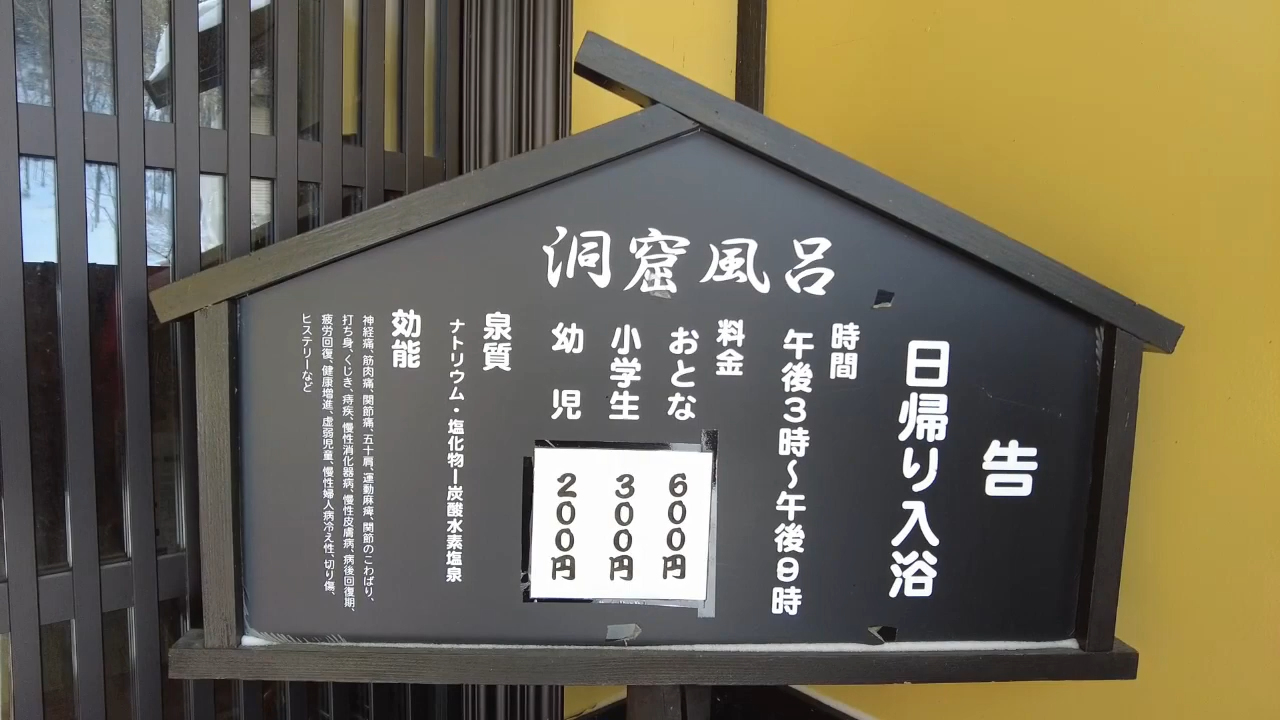 洞窟風呂
告
日帰り入浴
時間
午後3時〜午後9時
料金
おとな 600円
小学生 300円
幼児 200円
泉質
ナトリウム・塩化物ー炭酸水素塩泉
効能
神経痛、筋肉痛、関節痛、五十肩、運動麻痺、関節のこわばり、
打ち身、くじき、痔疾、慢性消化器病、慢性皮膚病、病後回復期、
疲労回復、健康増進、虚弱児童、慢性婦人病冷え性、切り傷、
ヒステリーなど